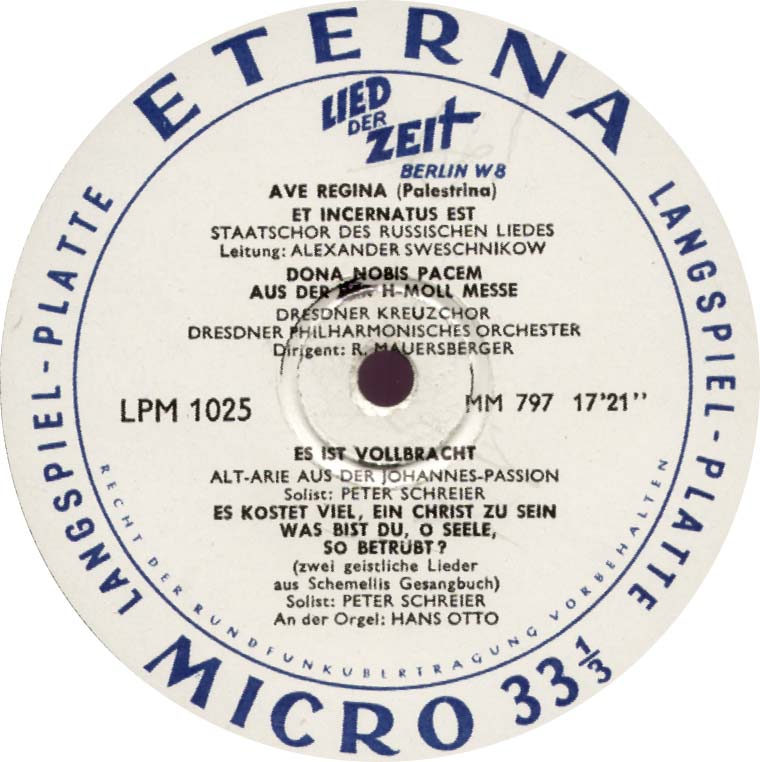 ETERNA
LANGSPIEL-PLATTE
LANGSPIEL-PLATTE
LIED
DER
ZEIT
BERLIN W8
AVE REGINA (Palestrina)
ET INCERNATUS EST
STAATSCHOR DES RUSSISCHEN LIEDES
Leitung: ALEXANDER SWESCHNIKOW
DONA NOBIS PACEM
AUS DER H-MOLL MESSE
DRESDNER KREUZCHOR
DRESDNER PHILHARMONISCHES ORCHESTER
Dirigent: R. MAUERSBERGER
LPM 1025
MM 797 17'21''
ES IST VOLLBRACHT
ALT-ARIE AUS DER JOHANNES-PASSION
Solist: PETER SCHREIER
ES KOSTET VIEL, EIN CHRIST ZU SEIN
WAS BIST DU, O SEELE,
SO BETRÜBT?
(zwei geistliche Lieder
aus Schemellis Gesangbuch)
Solist: PETER SCHREIER
An der Orgel: HANS OTTO
RECHT DER RUNDFUNKÜBERTRAGUNG VORBEHALTEN
MICRO 33 1/3